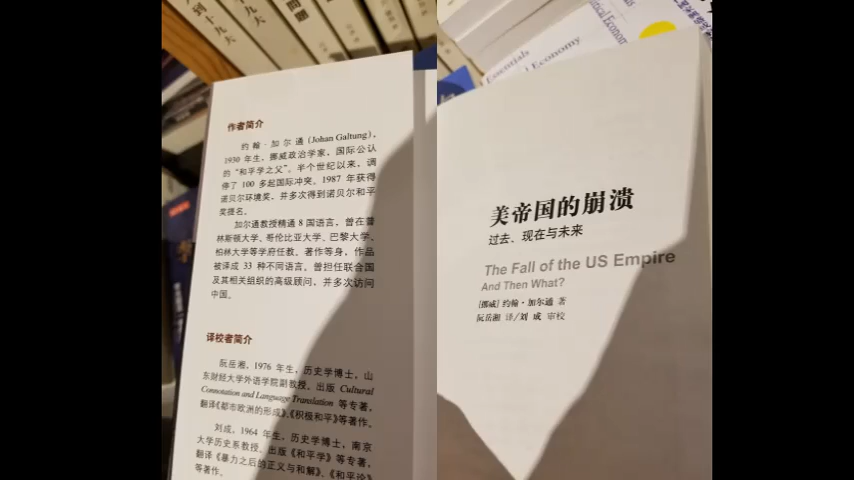 到十九大
十九大
問題
作者简介
约翰·加尔通(Johan Galtung),
1930 年生,挪威政治学家,国际公认
的“和平学之父”。半个世纪以来,调
停了 100 多起国际冲突。1987 年获得
诺贝尔环境奖,并多次得到诺贝尔和平
奖提名。
加尔通教授精通 8 国语言,曾在普
林斯顿大学、哥伦比亚大学、巴黎大学、
柏林大学等学府任教。著作等身,作品
被译成 33 种不同语言。曾担任联合国
及其相关组织的高级顾问,并多次访问
中国。
译校者简介
阮岳湘,1976 年生,历史学博士,山
东财经大学外语学院副教授。出版 Cultural
Connotation and Language Translation 等专著,
翻译《都市欧洲的形成》、《积极和平》等著作。
刘成,1964 年生,历史学博士,南京
大学历史系教授。出版《和平学》等专著,
翻译《暴力之后的正义与和解》、《和平论》
等著作。
Essentials
Economy
美帝国的崩溃
过去、现在与未来
The Fall of the US Empire
And Then What?
[挪威] 约翰·加尔通 著
阮岳湘 译/刘 成 审校